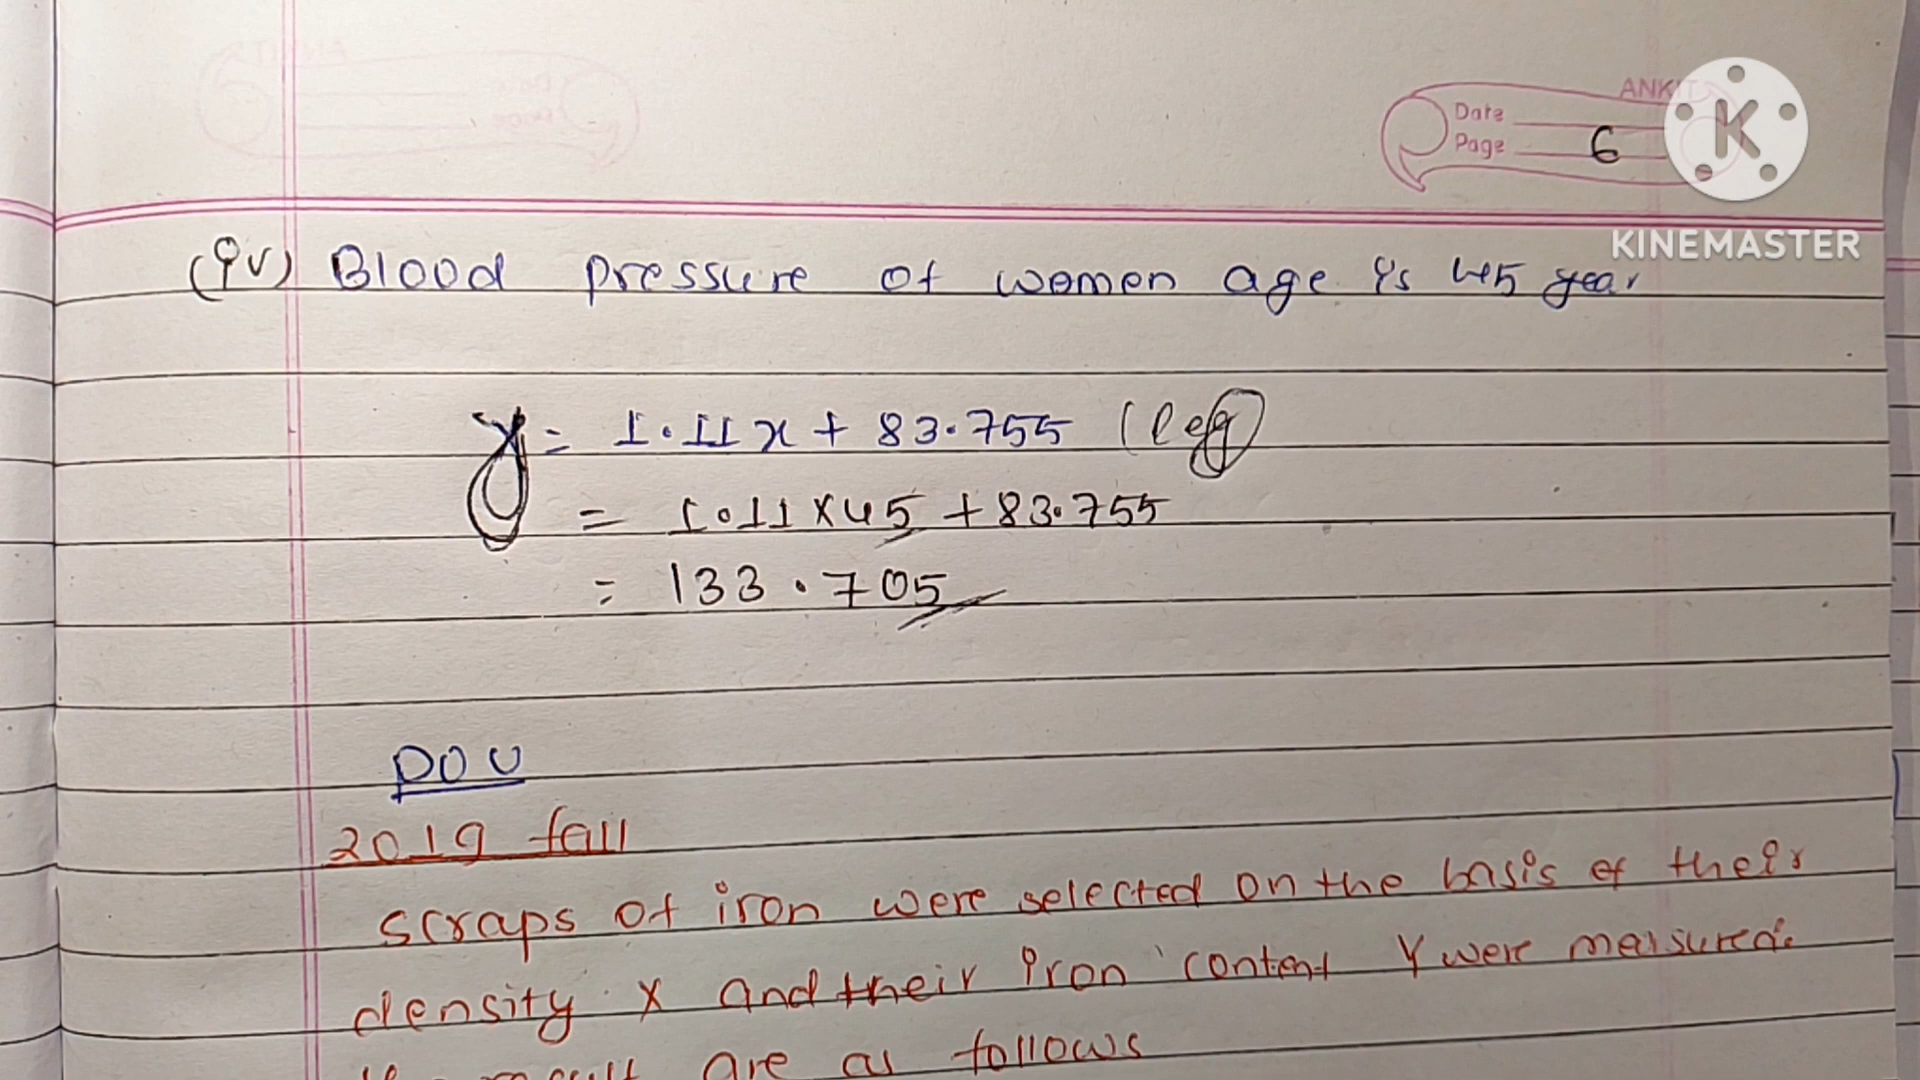 ANKIT
Date
Page 6
K
KINEMASTER
(iv) Blood pressure of women age is 45 year
y = 1.11x + 83.755
= 1.11 x 45 + 83.755
= 133.705
POU
2019 fall
scraps of iron were selected on the basis of their
density X and their iron content Y were measured.
result are as follows